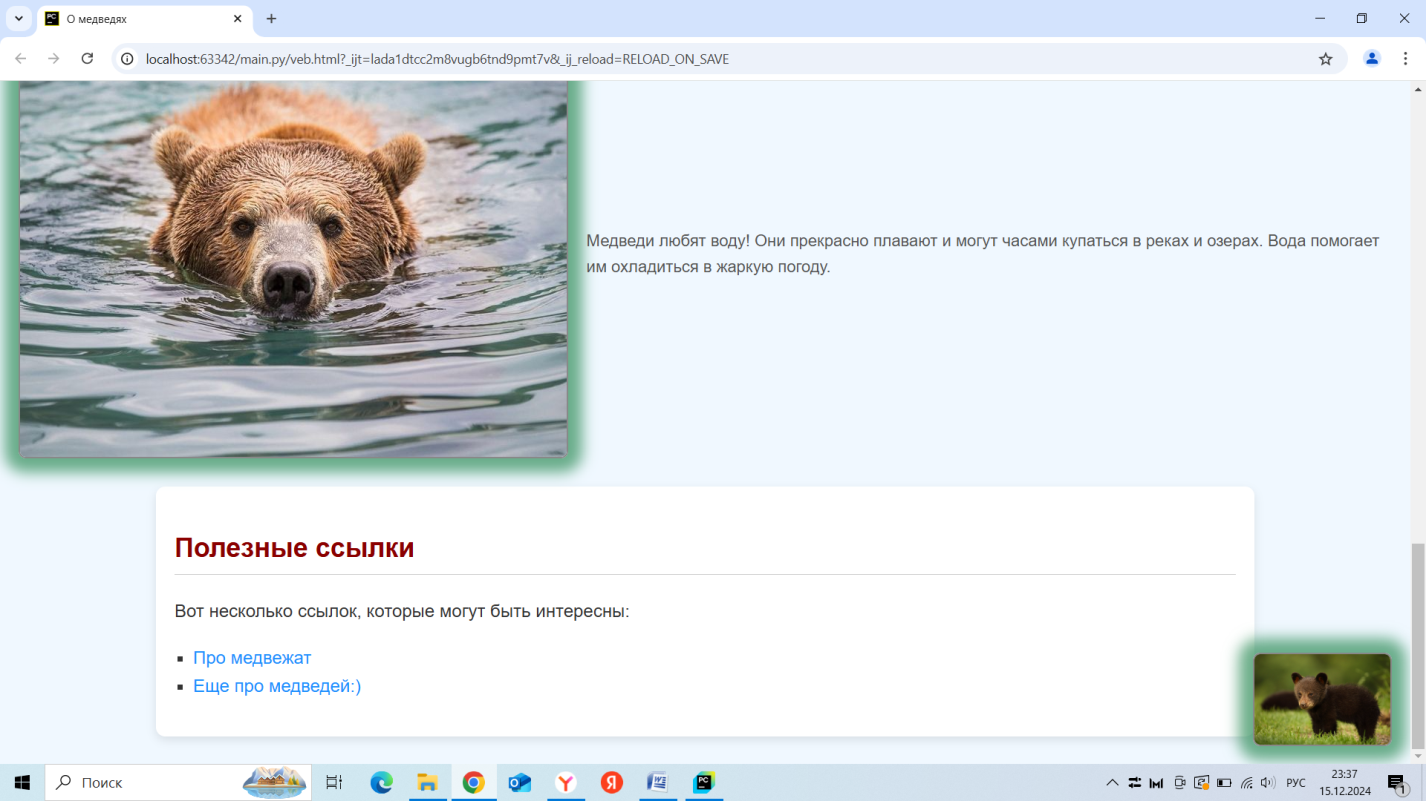 О медведях
localhost:63342/main.py/veb.html?_ijt=lada1dtcc2m8vugb6tnd9pmt7v&_ij_reload=RELOAD_ON_SAVE
Медведи любят воду! Они прекрасно плавают и могут часами купаться в реках и озерах. Вода помогает
им охладиться в жаркую погоду.
Полезные ссылки
Вот несколько ссылок, которые могут быть интересны:
Про медвежат
Еще про медведей:)
Поиск
РУС
23:37
15.12.2024
1